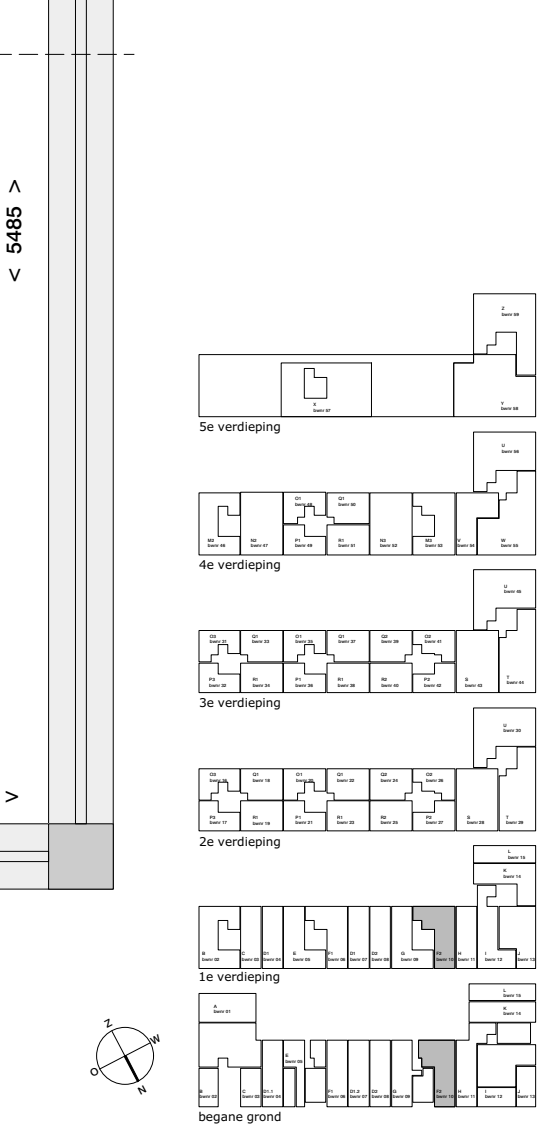 < 5485 >
>
Z
bwnr 59
X
bwnr 57
Y
bwnr 58
5e verdieping
U
O1
bwnr 48
Q1
bwnr 50
M2
bwnr 46
N2
bwnr 47
P1
bwnr 49
R1
bwnr 51
N2
bwnr 52
M3
bwnr 53
V
bwnr 54
W
bwnr 55
4e verdieping
U
bwnr 45
O3
bwnr 31
Q1
bwnr 33
O1
bwnr 35
Q1
bwnr 37
Q2
bwnr 39
O2
bwnr 41
P3
bwnr 32
R1
bwnr 34
P1
bwnr 36
R1
bwnr 38
R2
bwnr 40
P2
bwnr 42
S
bwnr 43
T
bwnr 44
3e verdieping
U
bwnr 30
O3
bwnr 16
Q1
bwnr 18
O1
bwnr 20
Q1
bwnr 22
Q2
bwnr 24
O2
bwnr 26
P3
bwnr 17
R1
bwnr 19
P1
bwnr 21
R1
bwnr 23
R2
bwnr 25
P2
bwnr 27
S
bwnr 28
T
bwnr 29
2e verdieping
L
bwnr 15
K
bwnr 14
B
bwnr 02
C
bwnr 03
D1
bwnr 04
E
bwnr 05
F1
bwnr 06
D1
bwnr 07
D2
bwnr 08
G
bwnr 09
F2
bwnr 10
H
bwnr 11
I
bwnr 12
J
bwnr 13
1e verdieping
L
bwnr 15
K
bwnr 14
A
bwnr 01
E
bwnr 05
B
bwnr 02
C
bwnr 03
D1.1
bwnr 04
F1
bwnr 06
D1.2
bwnr 07
D2
bwnr 08
G
bwnr 09
F2
bwnr 10
H
bwnr 11
I
bwnr 12
J
bwnr 13
begane grond
Z
W
O
N